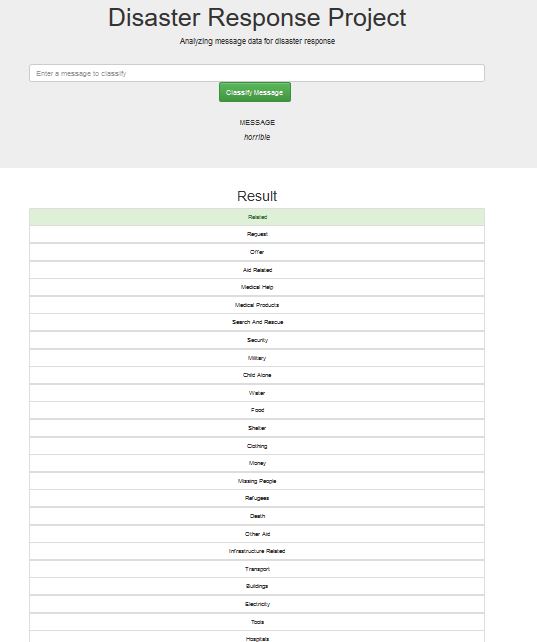 Disaster Response Project
Analyzing message data for disaster response
Enter a message to classify
Classify Message
MESSAGE
horrible
Result
Related
Request
Offer
Aid Related
Medical Help
Medical Products
Search And Rescue
Security
Military
Child Alone
Water
Food
Shelter
Clothing
Money
Missing People
Refugees
Death
Other Aid
Infrastructure Related
Transport
Buildings
Electricity
Tools
Hospitals